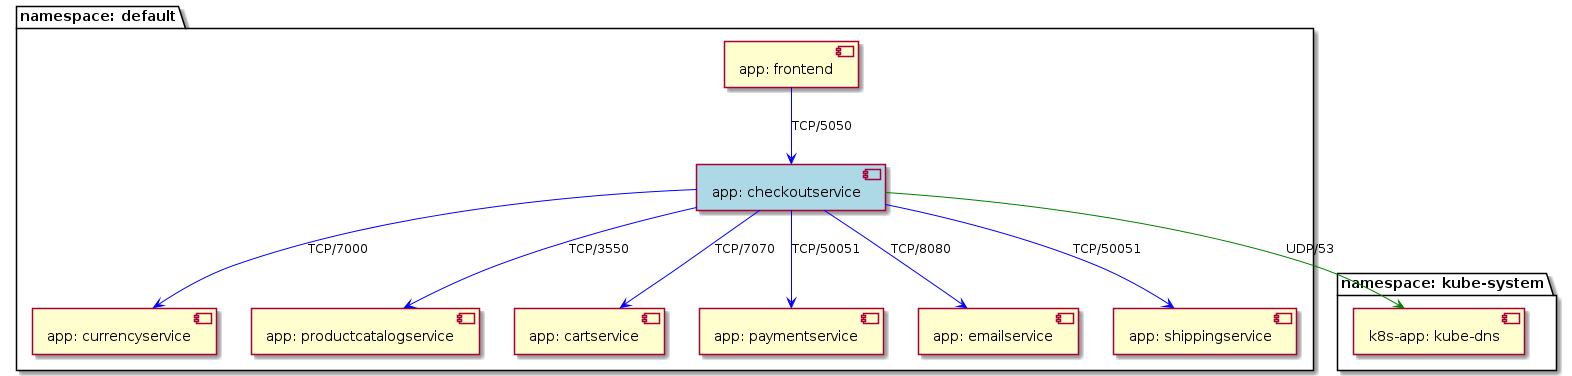 namespace: default
app: frontend
TCP/5050
app: checkoutservice
TCP/7000
TCP/3550
TCP/7070
TCP/50051
TCP/8080
TCP/50051
UDP/53
namespace: kube-system
app: currencyservice
app: productcatalogservice
app: cartservice
app: paymentservice
app: emailservice
app: shippingservice
k8s-app: kube-dns